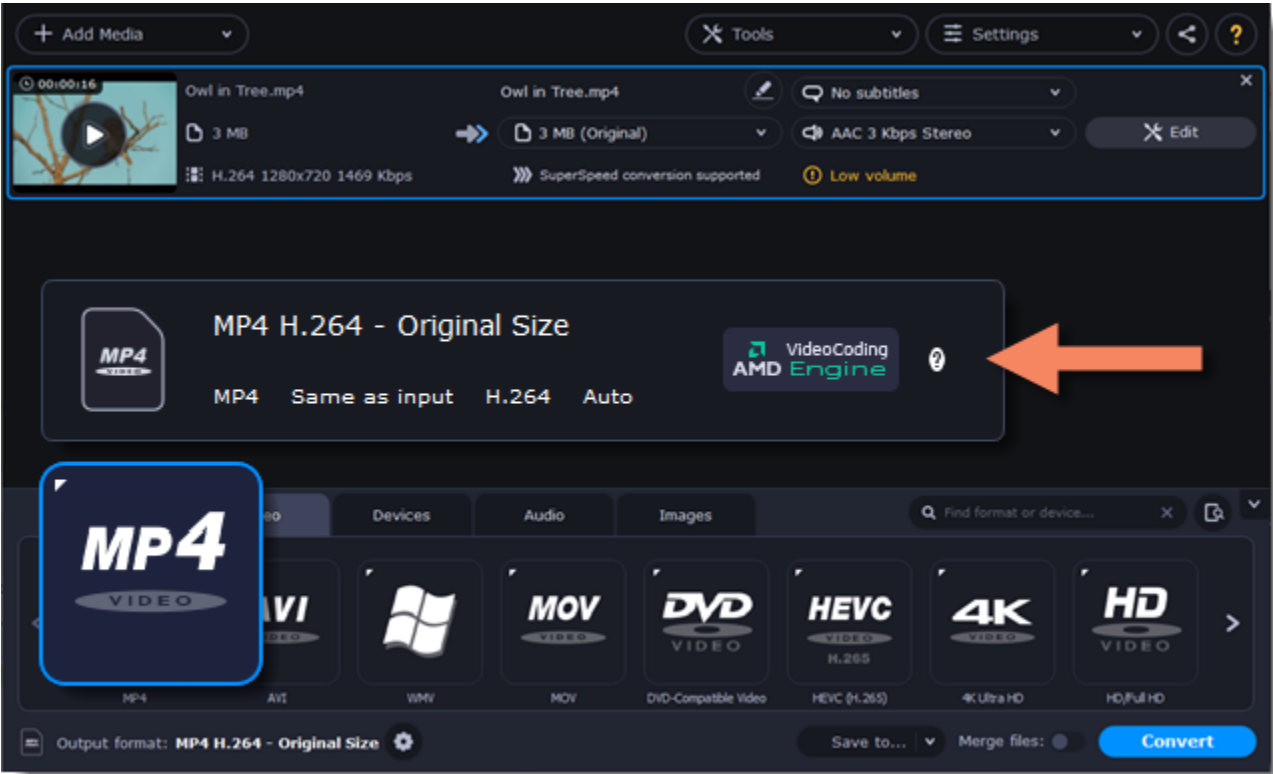 Add Media
Tools
Settings
?
00:00:16
Owl in Tree.mp4
Owl in Tree.mp4
No subtitles
3 MB
3 MB (Original)
AAC 3 Kbps Stereo
Edit
H.264 1280x720 1469 Kbps
SuperSpeed conversion supported
Low volume
MP4 H.264 - Original Size
MP4
VIDEO
VideoCoding
AMD Engine
?
MP4 Same as input H.264 Auto
MP4
VIDEO
eo
Devices
Audio
Images
Find format or device...
AVI
VIDEO
MOV
VIDEO
DVD
VIDEO
HEVC
VIDEO
H.265
4K
VIDEO
HD
VIDEO
MP4
AVI
WMV
MOV
DVD-Compatible Video
HEVC (H.265)
4K Ultra HD
HD/Full HD
Output format: MP4 H.264 - Original Size
Save to...
Merge files:
Convert